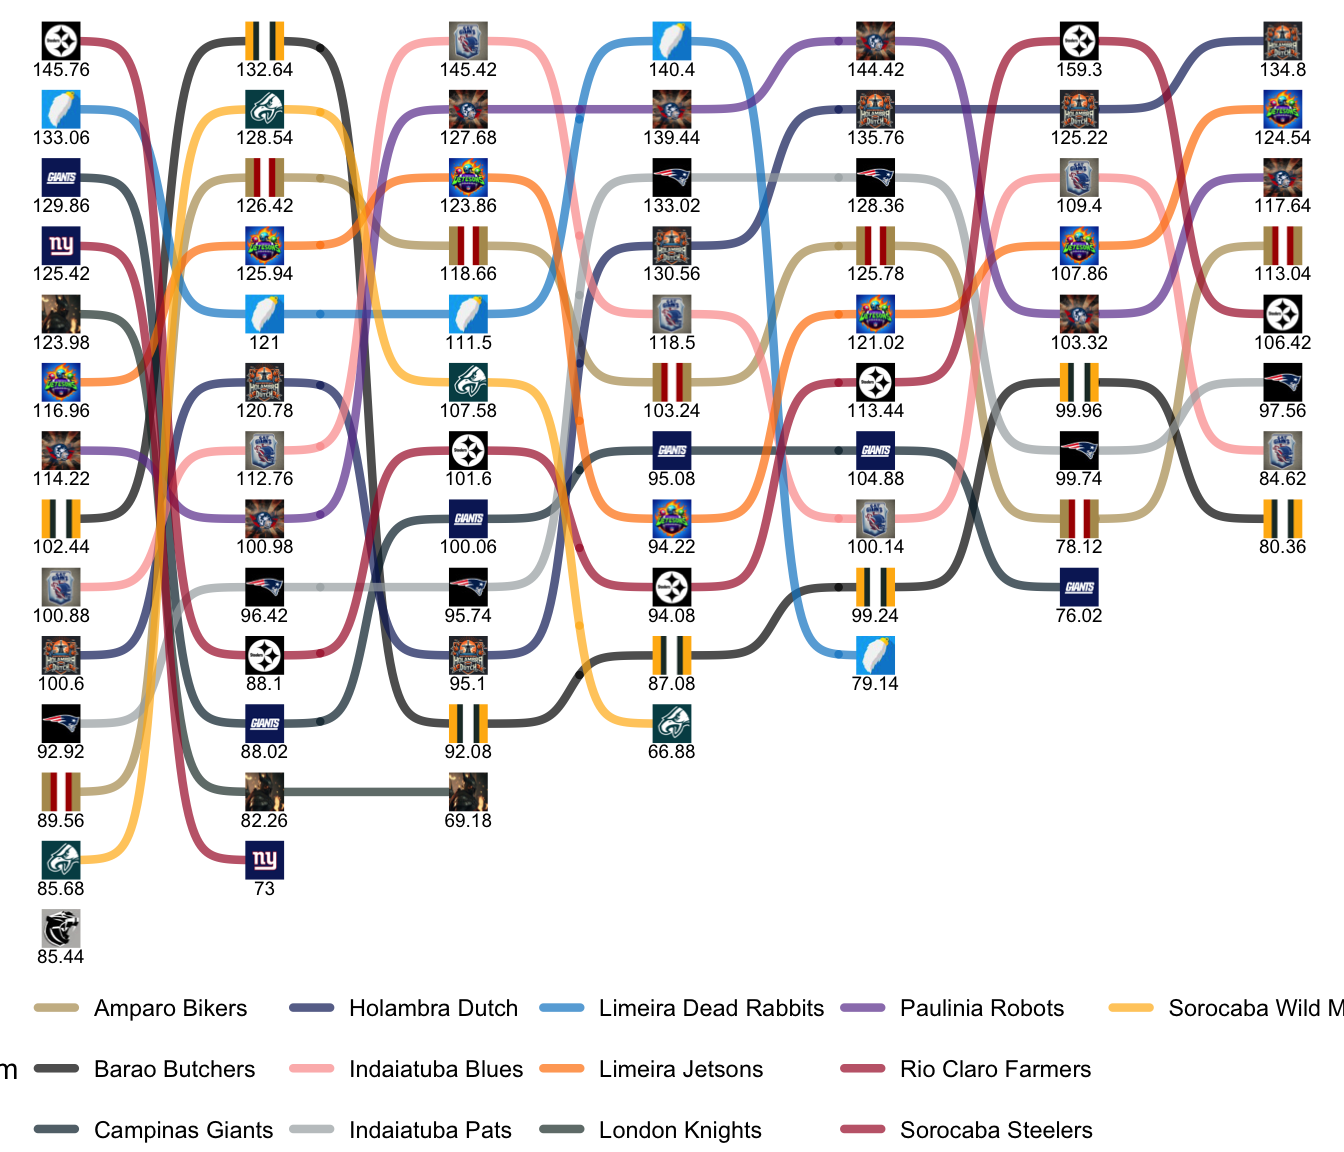 145.76 132.64 145.42 140.4 144.42 159.3 134.8
133.06 128.54 127.68 139.44 135.76 125.22 124.54
GIANTS
129.86 126.42 123.86 133.02 128.36 109.4 117.64
ny
125.42 125.94 118.66 130.56 125.78 107.86 113.04
123.98 121 111.5 118.5 121.02 103.32 106.42
116.96 120.78 107.58 103.24 113.44 99.96 97.56
GIANTS GIANTS
114.22 112.76 101.6 95.08 104.88 99.74 84.62
GIANTS
102.44 100.98 100.06 94.22 100.14 78.12 80.36
GIANTS
100.88 96.42 95.74 94.08 99.24 76.02
100.6 88.1 95.1 87.08 79.14
GIANTS
92.92 88.02 92.08 66.88
89.56 82.26 69.18
ny
85.68 73
85.44
Amparo Bikers Holambra Dutch Limeira Dead Rabbits Paulinia Robots Sorocaba Wild M
m Barao Butchers Indaiatuba Blues Limeira Jetsons Rio Claro Farmers
Campinas Giants Indaiatuba Pats London Knights Sorocaba Steelers